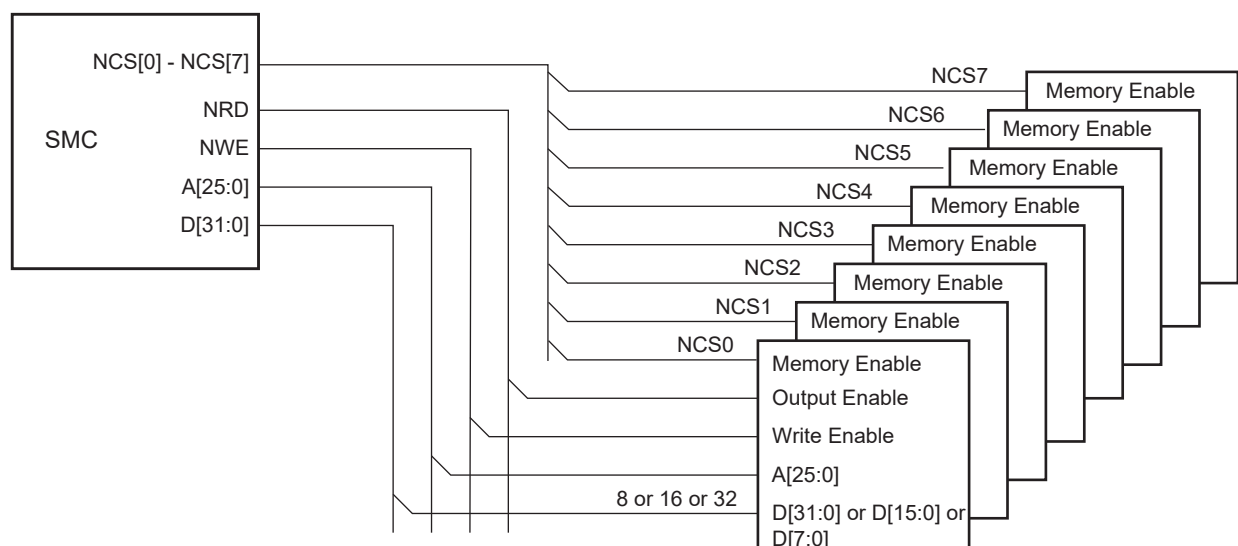 NCS[0] - NCS[7]
NRD
SMC
NWE
A[25:0]
D[31:0]
NCS7
Memory Enable
NCS6
Memory Enable
NCS5
Memory Enable
NCS4
Memory Enable
NCS3
Memory Enable
NCS2
Memory Enable
NCS1
Memory Enable
NCS0
Memory Enable
Output Enable
Write Enable
A[25:0]
8 or 16 or 32
D[31:0] or D[15:0] or
D[7:0]